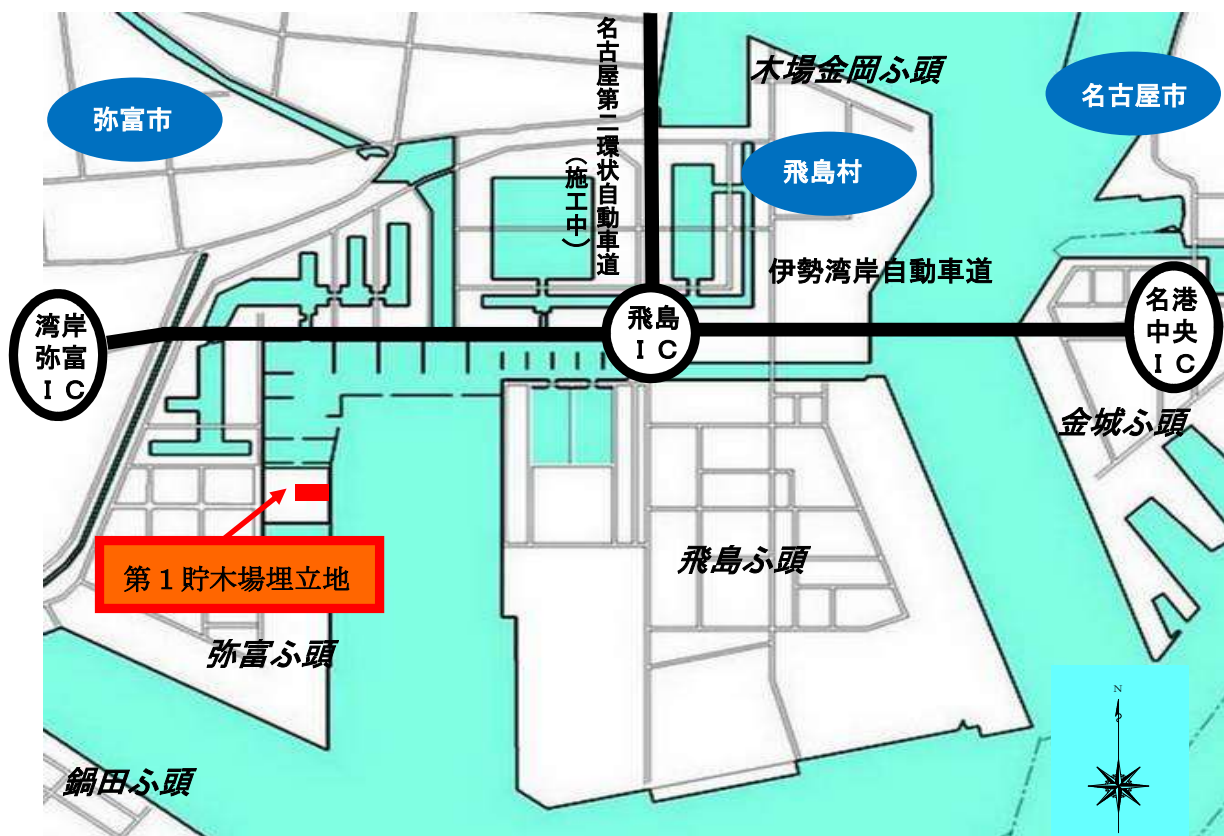 木場金岡ふ頭
弥富市
名古屋第二環状自動車道
（施工中）
名古屋市
飛島村
伊勢湾岸自動車道
湾岸
弥富
ＩＣ
飛島
ＩＣ
名港
中央
ＩＣ
金城ふ頭
第１貯木場埋立地
飛島ふ頭
弥富ふ頭
鍋田ふ頭
N